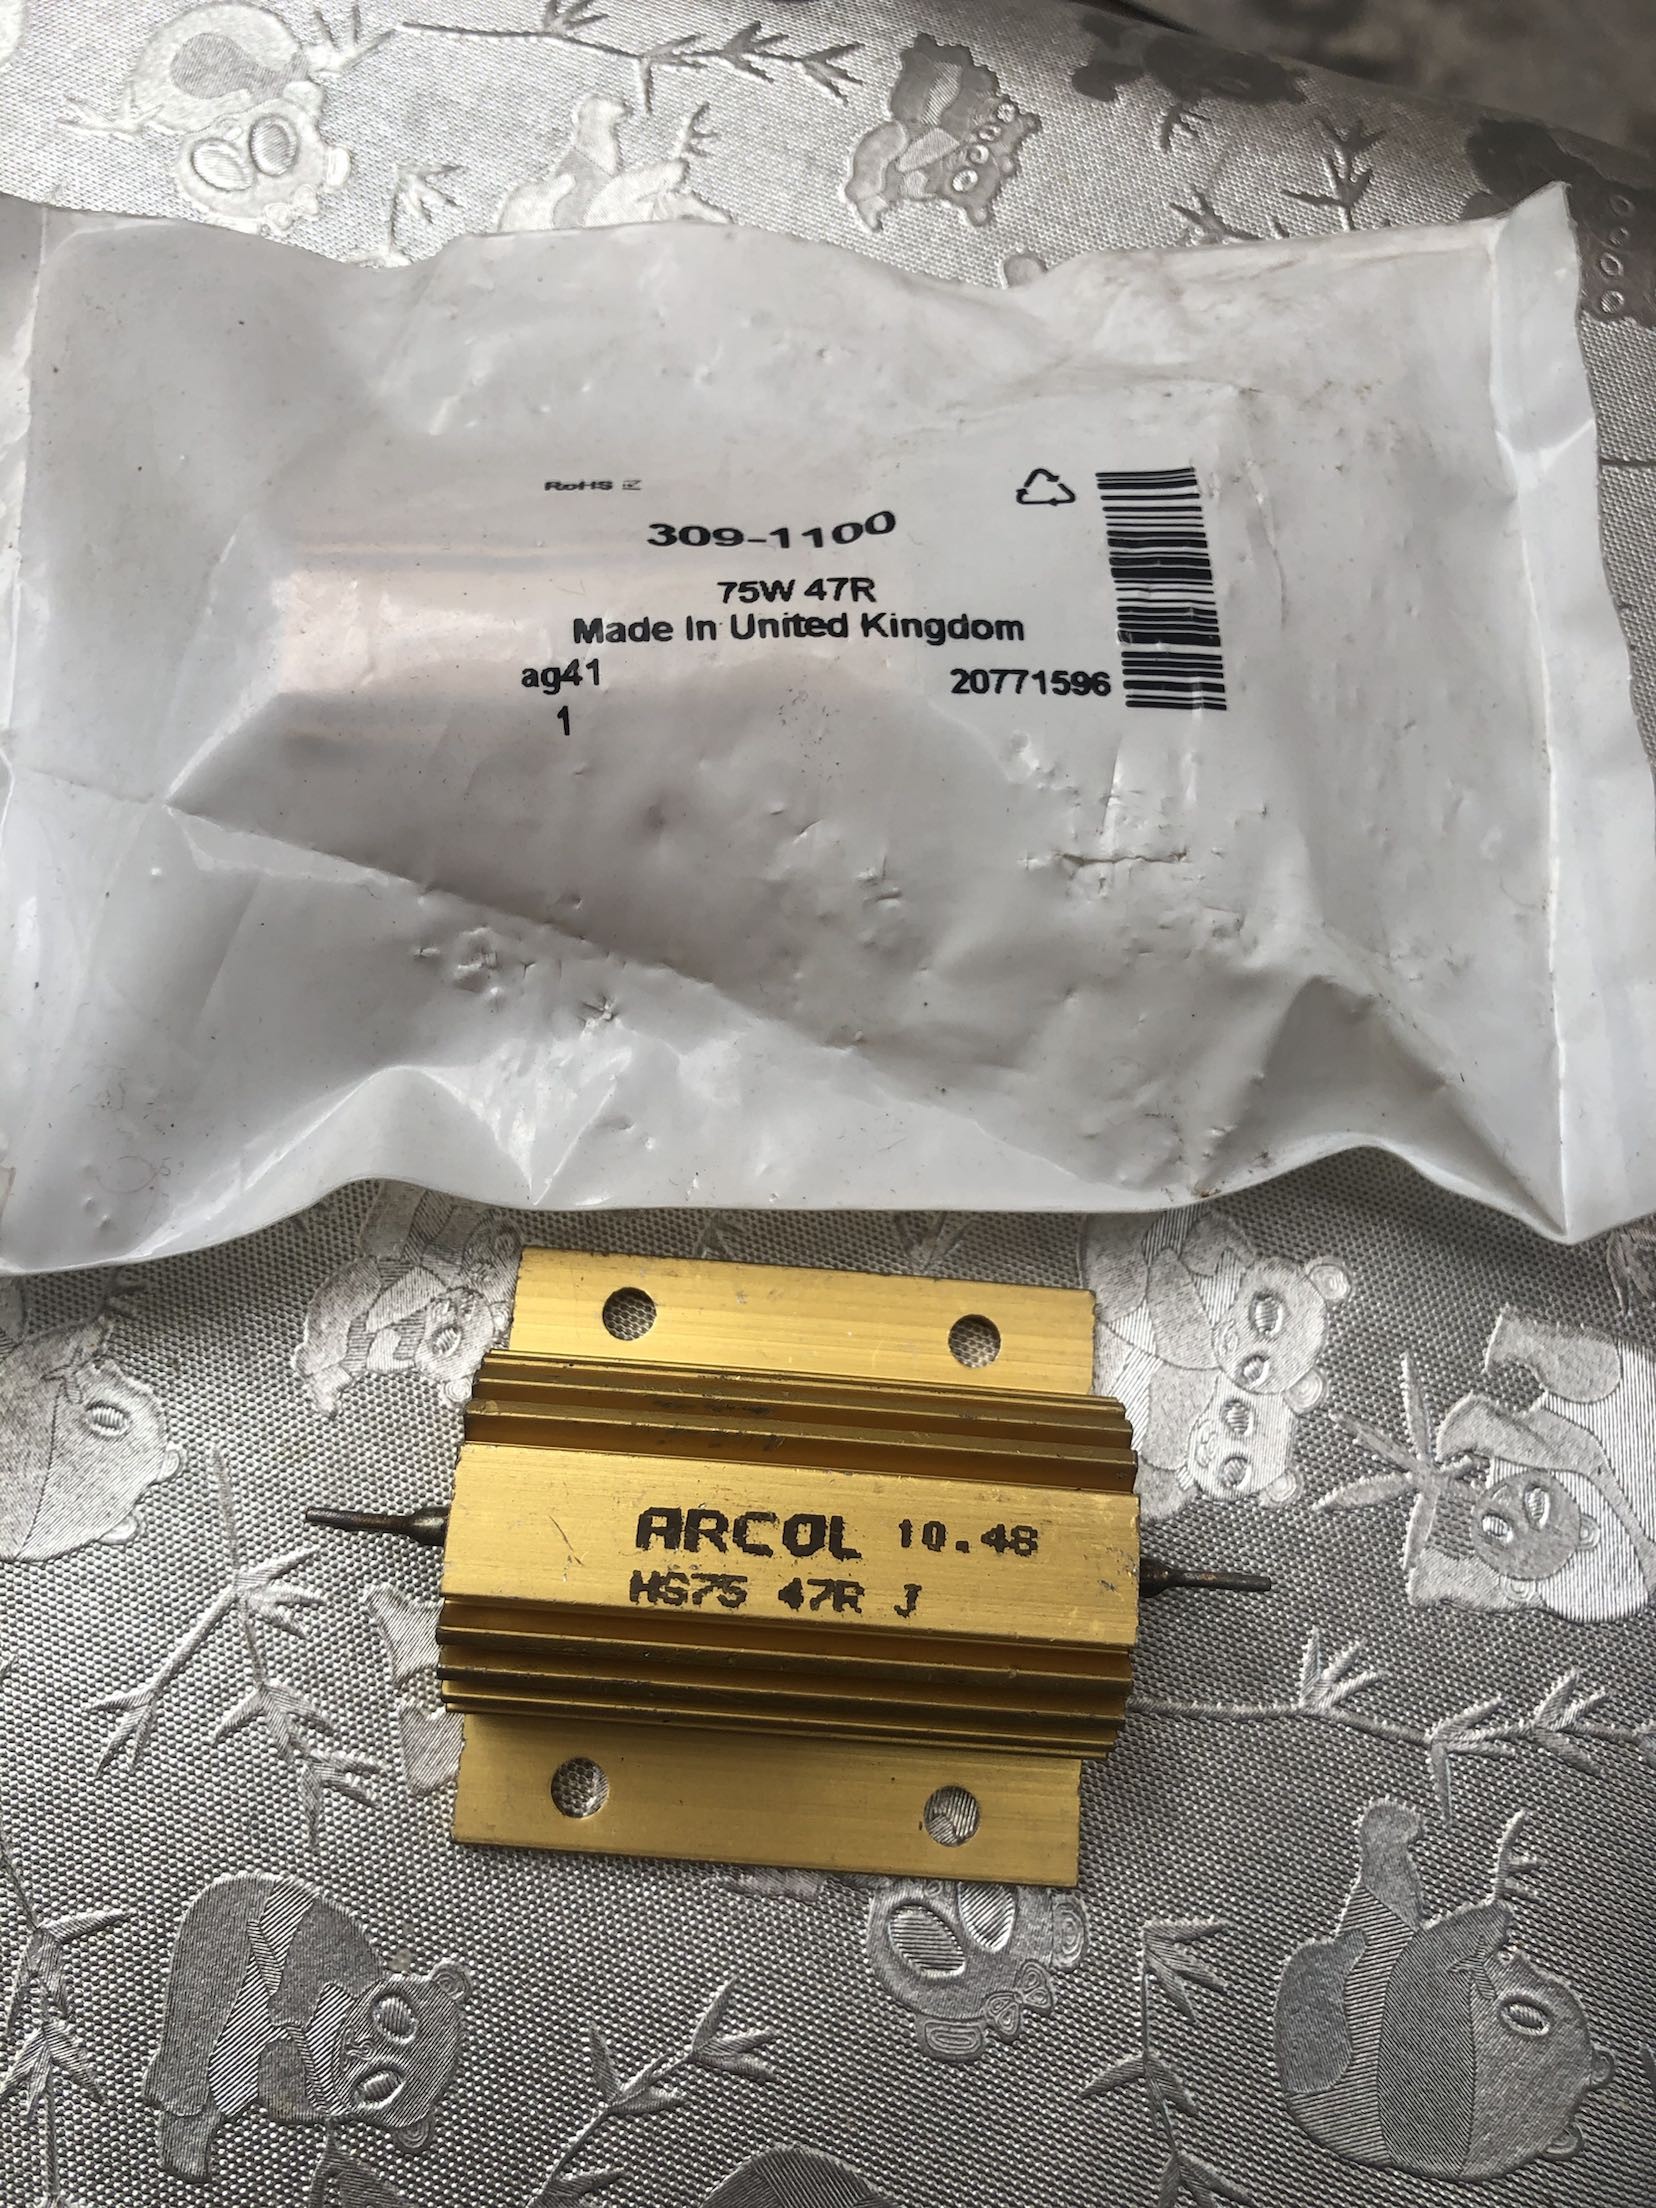 RoHS
309-1100
75W 47R
Made In United Kingdom
ag41
20771596
1
ARCOL 10.48
HS75 47R J